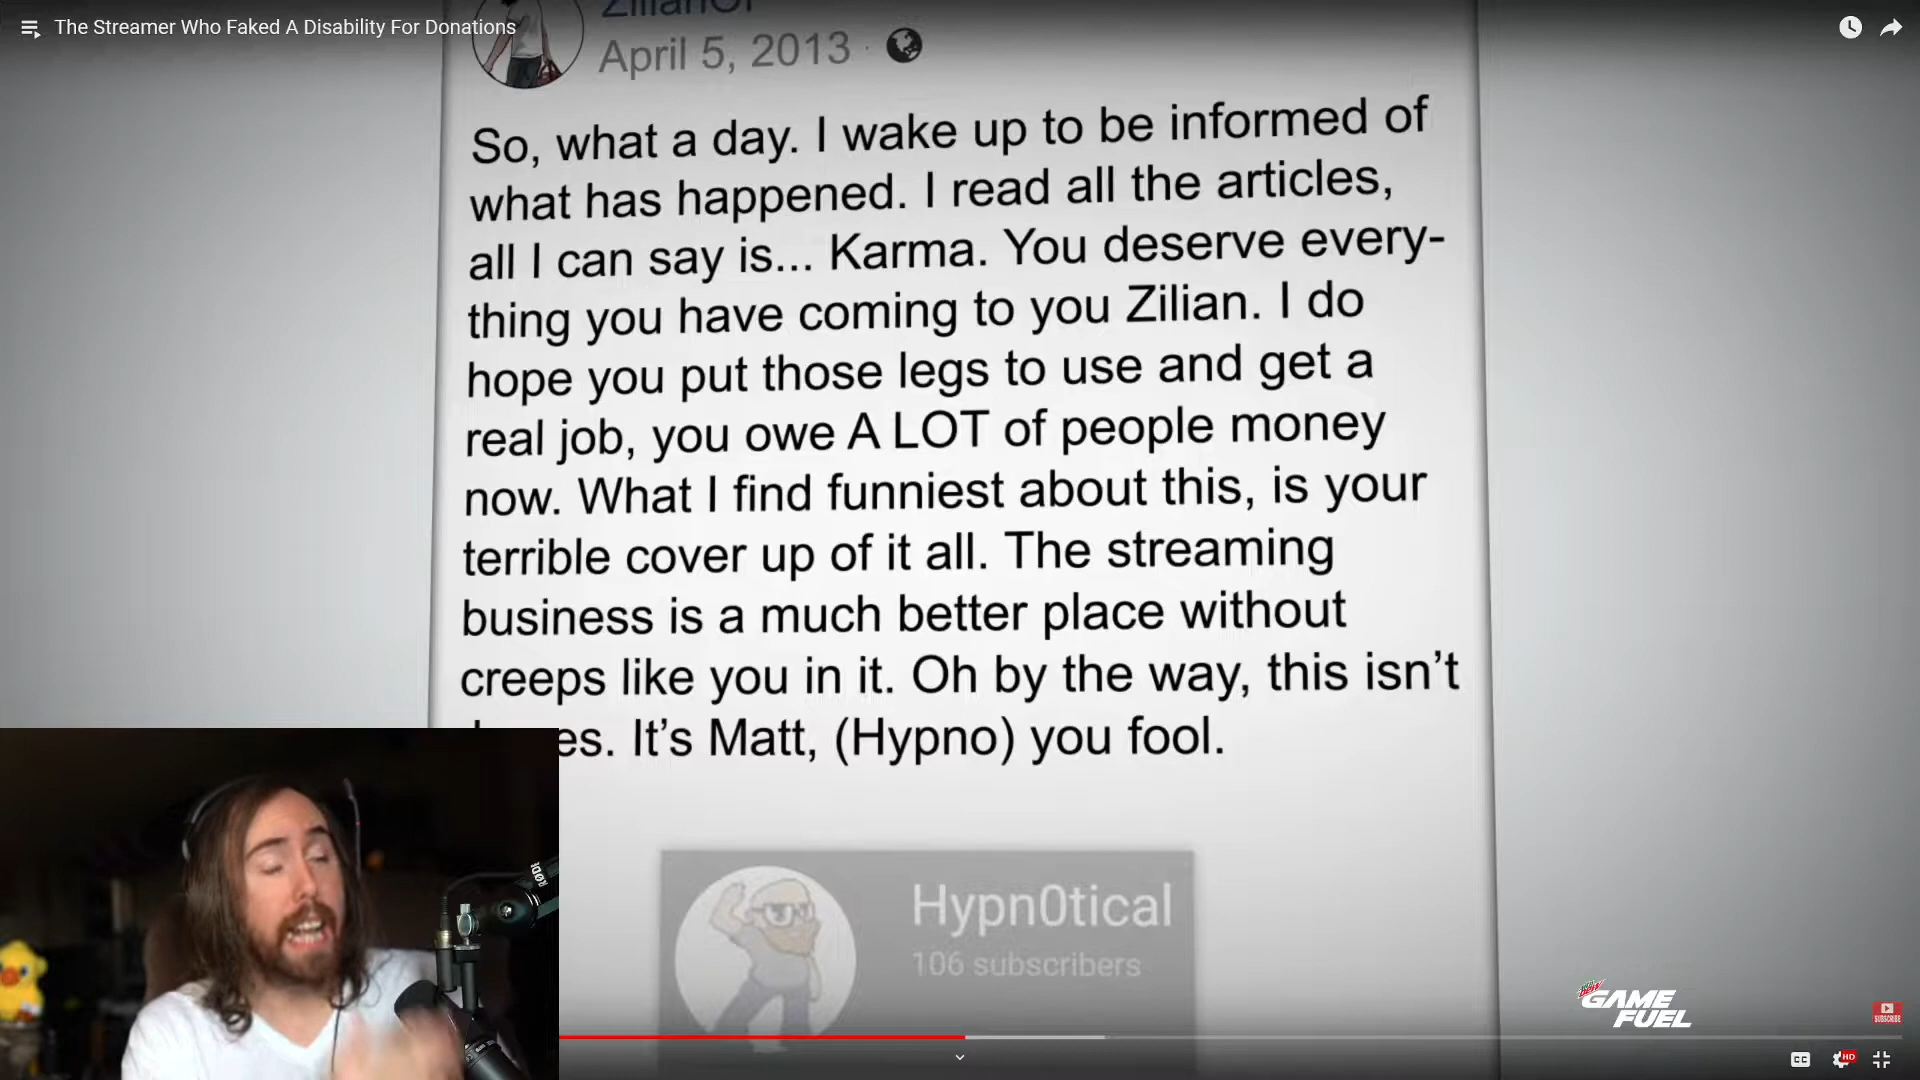 The Streamer Who Faked A Disability For Donations
April 5, 2013
So, what a day. I wake up to be informed of
what has happened. I read all the articles,
all I can say is... Karma. You deserve every-
thing you have coming to you Zilian. I do
hope you put those legs to use and get a
real job, you owe A LOT of people money
now. What I find funniest about this, is your
terrible cover up of it all. The streaming
business is a much better place without
creeps like you in it. Oh by the way, this isn't
es. It's Matt, (Hypno) you fool.
Hypn0tical
106 subscribers
RØDE
GAME
FUEL
SUBSCRIBE
CC
HD